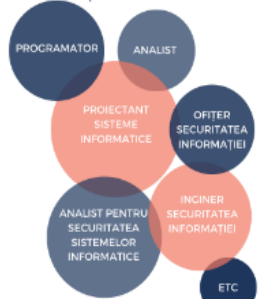 PROGRAMATOR
ANALIST
PROIECTANT
SISTEME
INFORMATICE
OFIȚER
SECURITATEA
INFORMAȚIEI
ANALIST PENTRU
SECURITATEA
SISTEMELOR
INFORMATICE
INGINER
SECURITATEA
INFORMAȚIEI
ETC